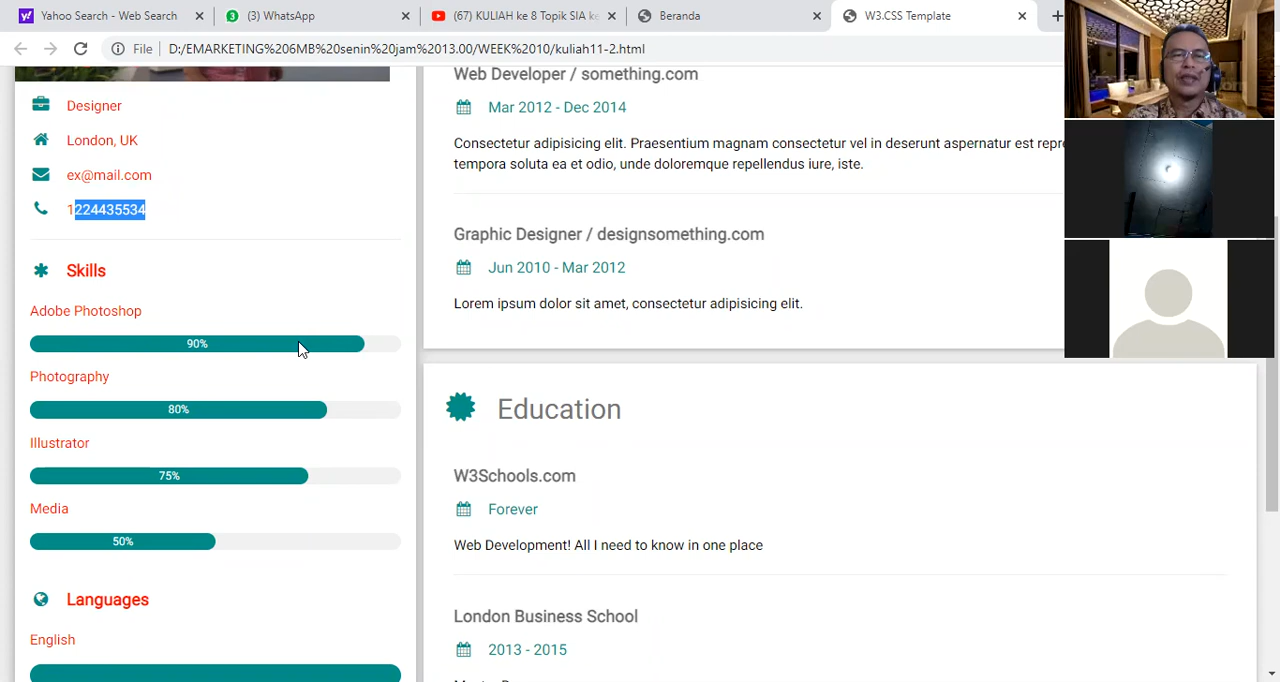 Yahoo Search - Web Search
(3) WhatsApp
(67) KULIAH ke 8 Topik SIA ke
Beranda
W3.CSS Template
File
D:/EMARKETING%206MB%20senin%20jam%2013.00/WEEK%2010/kuliah11-2.html
Designer
London, UK
ex@mail.com
1224435534
Skills
Adobe Photoshop
90%
Photography
80%
Illustrator
75%
Media
50%
Languages
English
Web Developer / something.com
Mar 2012 - Dec 2014
Consectetur adipisicing elit. Praesentium magnam consectetur vel in deserunt aspernatur est repr
tempora soluta ea et odio, unde doloremque repellendus iure, iste.
Graphic Designer / designsomething.com
Jun 2010 - Mar 2012
Lorem ipsum dolor sit amet, consectetur adipisicing elit.
Education
W3Schools.com
Forever
Web Development! All I need to know in one place
London Business School
2013 - 2015